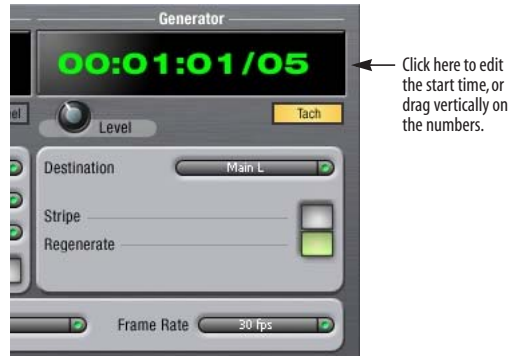 Generator
00:01:01/05
Click here to edit
the start time, or
drag vertically on
the numbers.
el
Level
Tach
Destination
Main L
Stripe
Regenerate
Frame Rate
30 fps